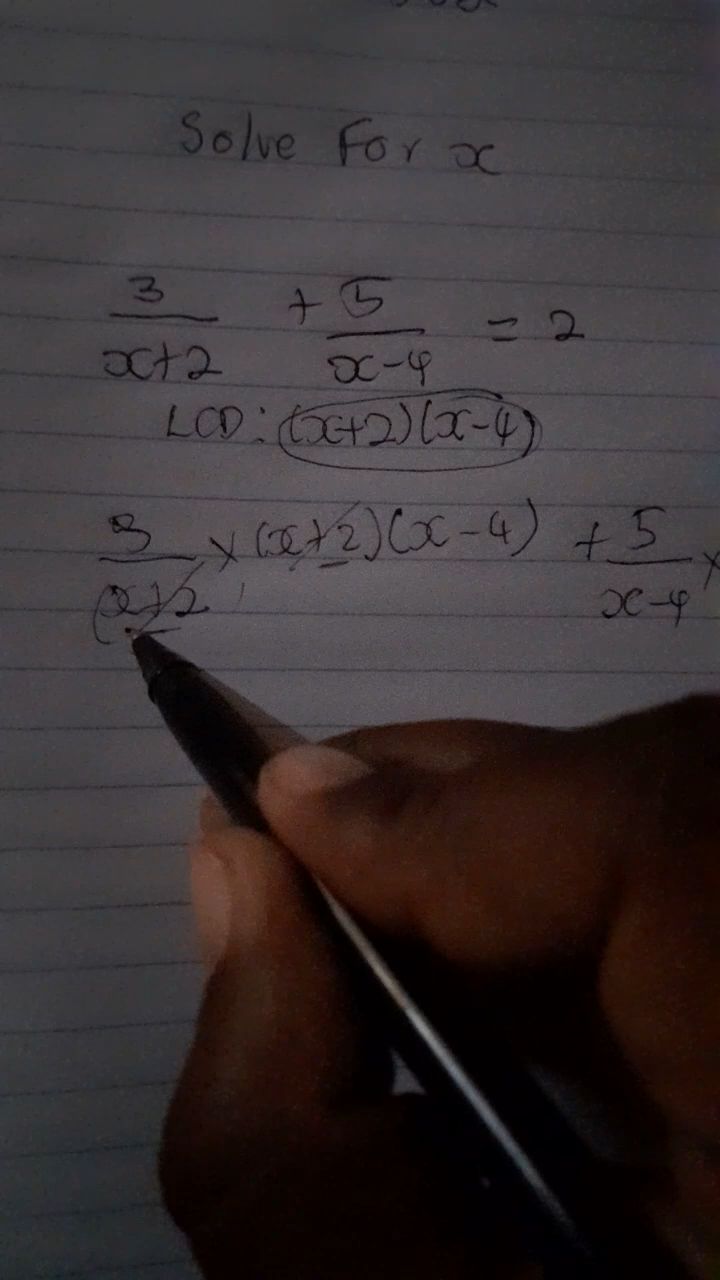 Solve For x
3/(x+2) + 5/(x-4) = 2
LCD: (x+2)(x-4)
3/(x+2) × (x+2)(x-4) + 5/(x-4) ×